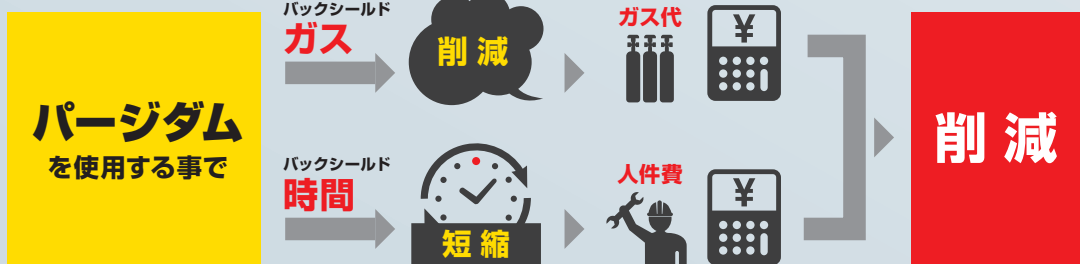 パージダム
を使用する事で
バックシールド
ガス
削減
ガス代
¥
バックシールド
時間
短縮
人件費
¥
削減